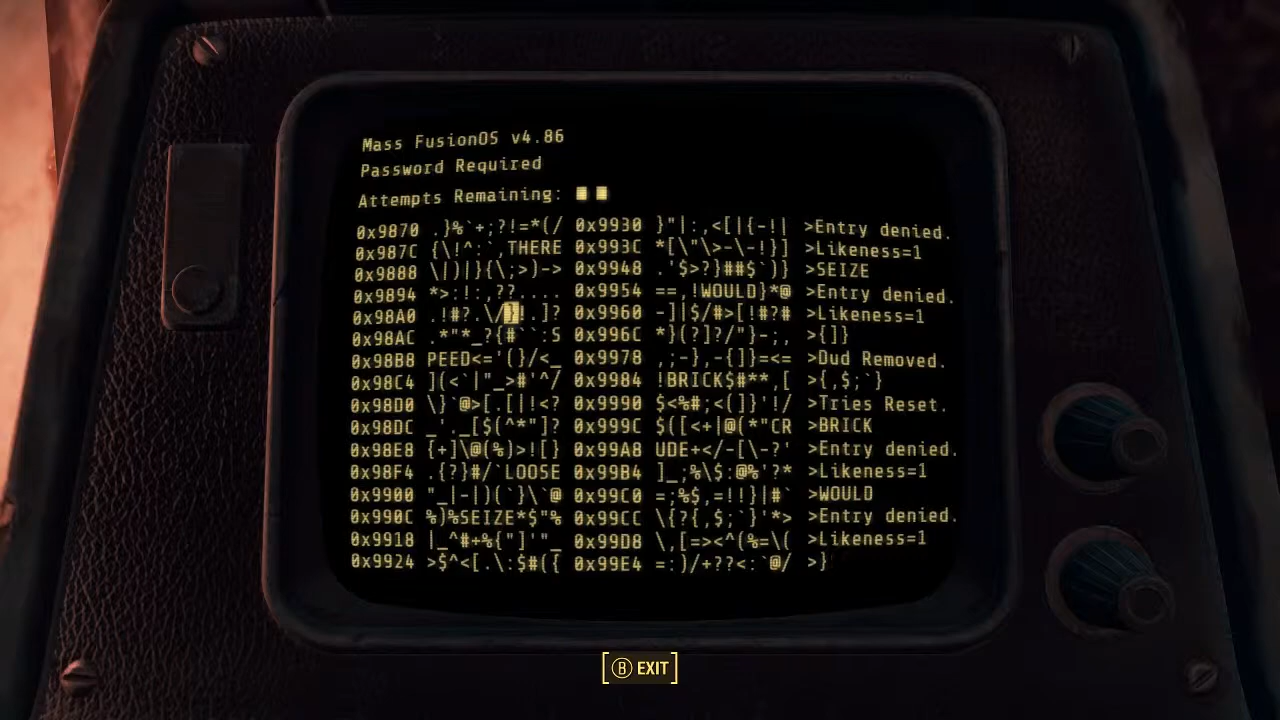 Mass FusionOS v4.86
Password Required
Attempts Remaining:
0x9870 .}%`+;?!=*(/ 0x9930 }"|:,<[|{-!| >Entry denied.
0x987C {\!^:`,THERE 0x993C *[\"\>-\-!}] >Likeness=1
0x9888 \|)|}{\;>)-> 0x9948 .'$>?}##$`)} >SEIZE
0x9894 *>:!:,??.... 0x9954 ==,!WOULD}*@ >Entry denied.
0x98A0 .!#?.\/}!.]? 0x9960 -]|$/#>[!#?# >Likeness=1
0x98AC .*"*_?{#``:S 0x996C *}(?]?/"}-;, >{]}
0x98B8 PEED<='(}/<_ 0x9978 ,;-},-{]}=<= >Dud Removed.
0x98C4 ](<`|"_>#'^/ 0x9984 !BRICK$#**,[ >{,$;`}
0x98D0 \}`@>[.[|!<? 0x9990 $<%#;<(]}'!/ >Tries Reset.
0x98DC _'._[$(^*"]? 0x999C $([<+|@(*"CR >BRICK
0x98E8 {+]\@(%)>![} 0x99A8 UDE+</-[\-?' >Entry denied.
0x98F4 .{?}#/`LOOSE 0x99B4 ]_;%\$:@%'?* >Likeness=1
0x9900 "_|-|)(`}\`@ 0x99C0 =;%$,=!!}|#` >WOULD
0x990C %)%SEIZE*$"% 0x99CC \{?{,$;`}'*> >Entry denied.
0x9918 |_^#+%{"]'"_ 0x99D8 \,[=><^(%=\( >Likeness=1
0x9924 >$^<[.\:$#({ 0x99E4 =:)/+??<:`@/ >}
B EXIT